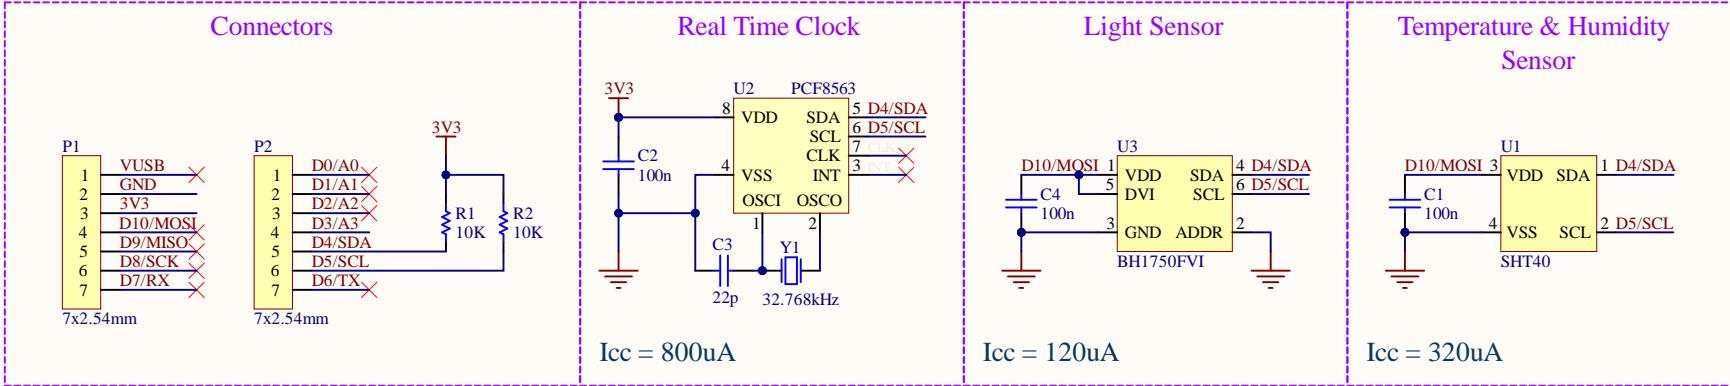 Connectors
P1
1 VUSB
2 GND
3 3V3
4 D10/MOSI
5 D9/MISO
6 D8/SCK
7 D7/RX
7x2.54mm
P2
1 D0/A0
2 D1/A1
3 D2/A2
4 D3/A3
5 D4/SDA
6 D5/SCL
7 D6/TX
7x2.54mm
3V3
R1
10K
R2
10K
Real Time Clock
3V3
U2 PCF8563
8 VDD SDA 5 D4/SDA
SCL 6 D5/SCL
CLK 7 CLK
4 VSS INT 3 INT
OSCI OSCO
1 2
C2
100n
C3
22p
Y1
32.768kHz
Icc = 800uA
Light Sensor
U3
D10/MOSI 1 VDD SDA 4 D4/SDA
5 DVI SCL 6 D5/SCL
3 GND ADDR 2
BH1750FVI
C4
100n
Icc = 120uA
Temperature & Humidity
Sensor
U1
D10/MOSI 3 VDD SDA 1 D4/SDA
4 VSS SCL 2 D5/SCL
SHT40
C1
100n
Icc = 320uA